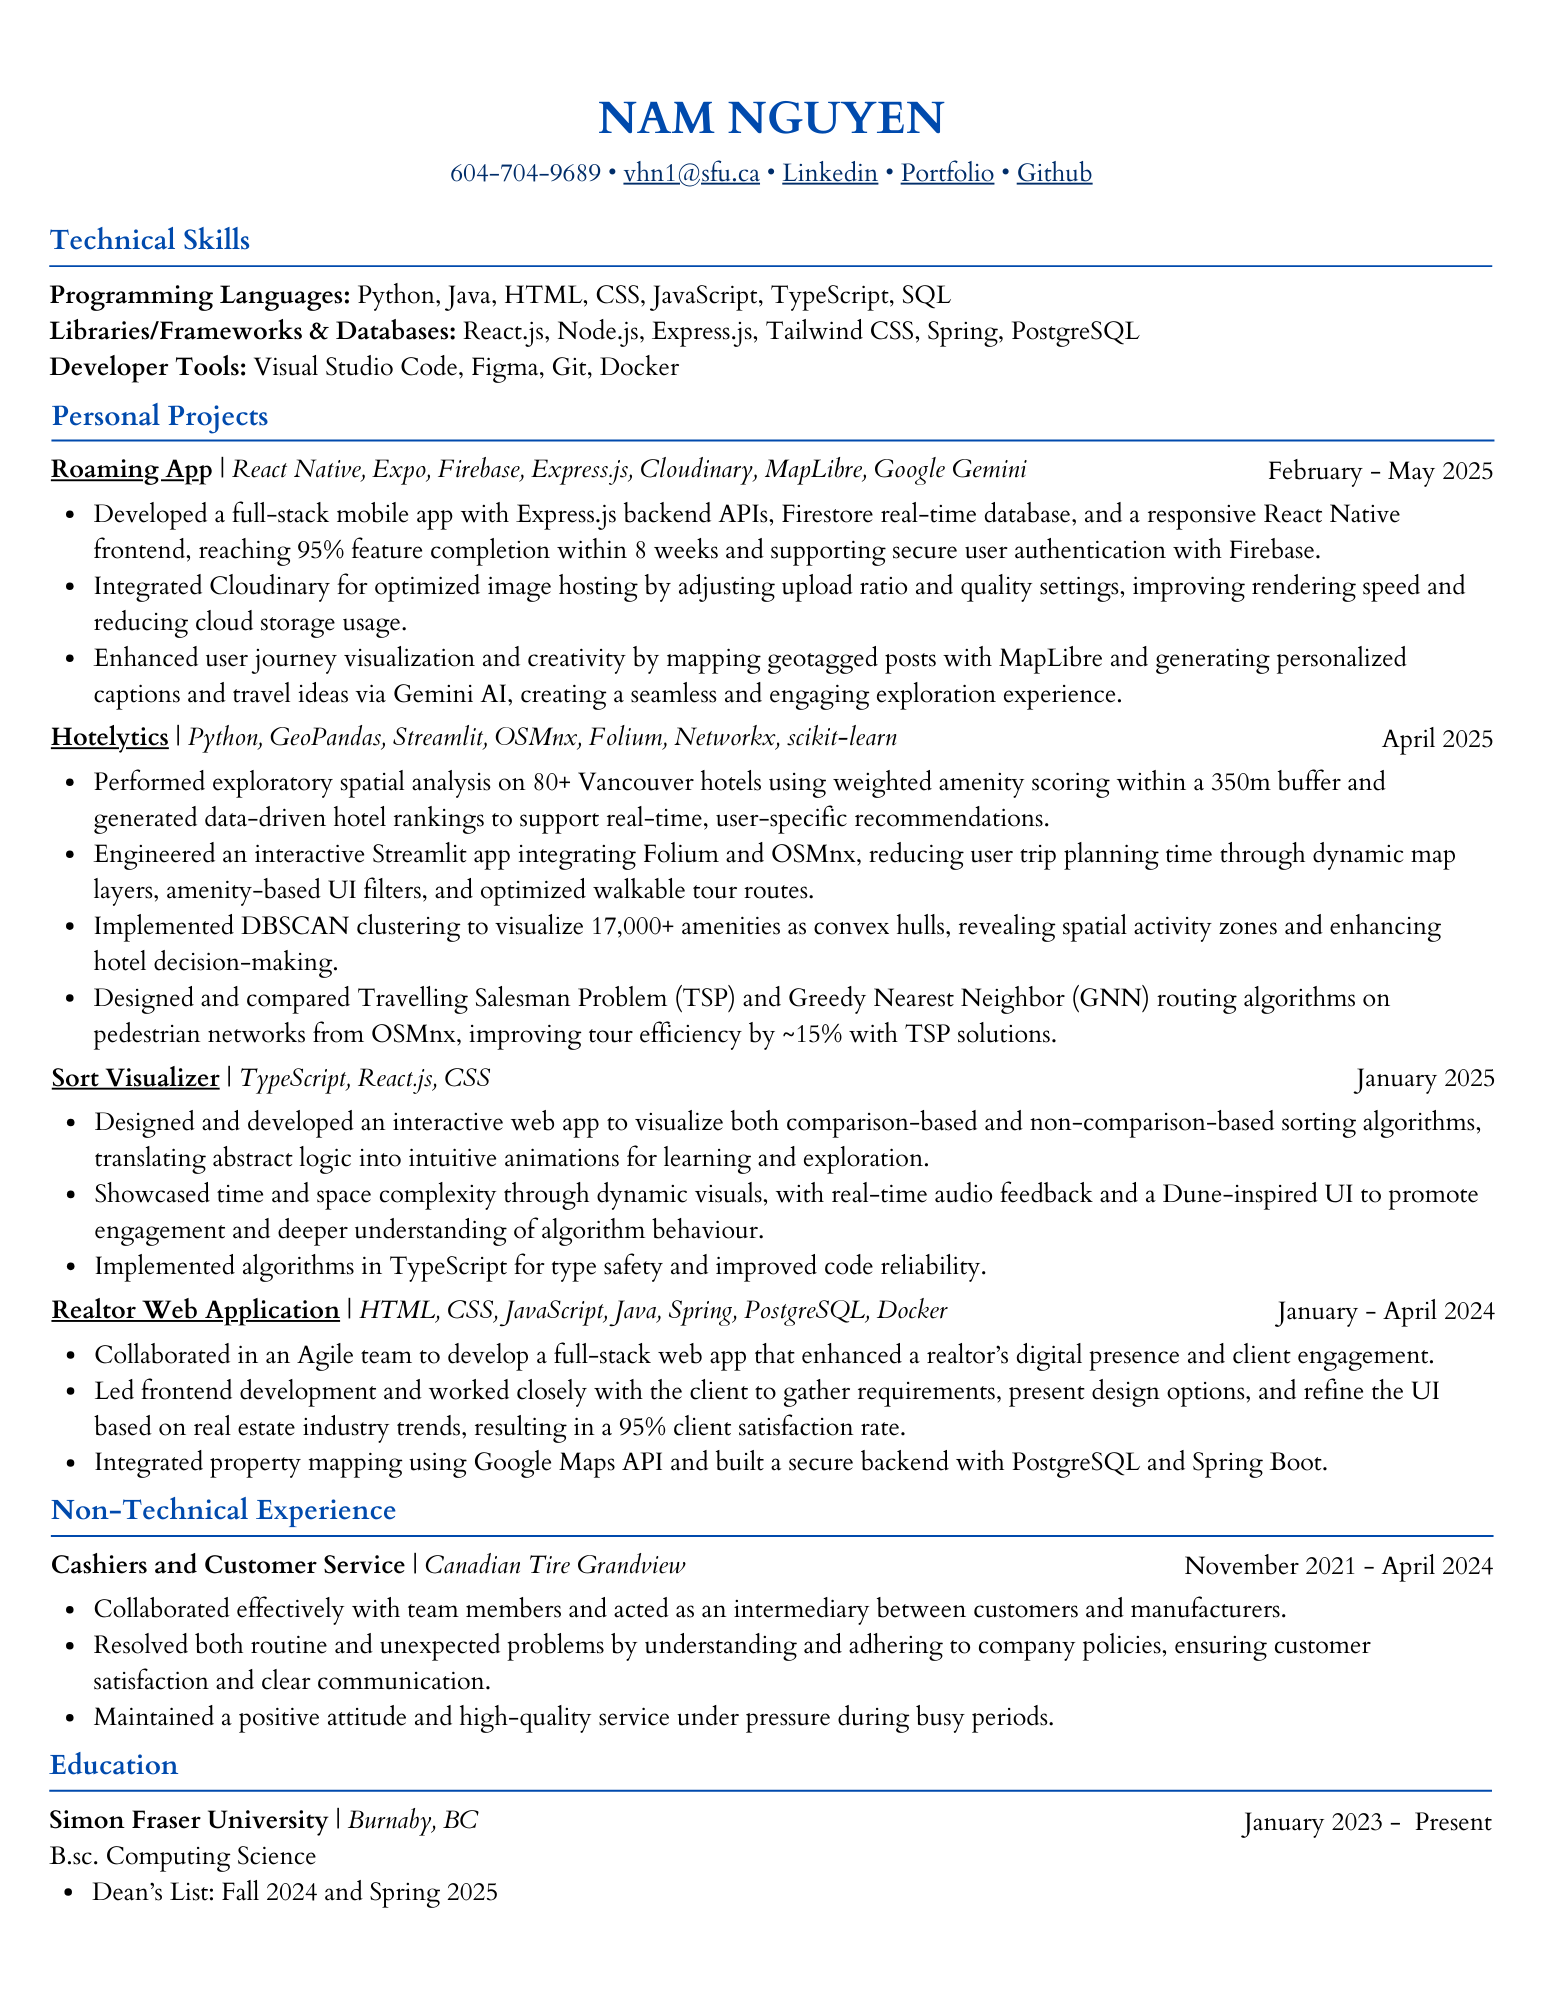 NAM NGUYEN
604-704-9689 • vhn1@sfu.ca • Linkedin • Portfolio • Github
Technical Skills
Programming Languages: Python, Java, HTML, CSS, JavaScript, TypeScript, SQL
Libraries/Frameworks & Databases: React.js, Node.js, Express.js, Tailwind CSS, Spring, PostgreSQL
Developer Tools: Visual Studio Code, Figma, Git, Docker
Personal Projects
Roaming App | React Native, Expo, Firebase, Express.js, Cloudinary, MapLibre, Google Gemini February - May 2025
• Developed a full-stack mobile app with Express.js backend APIs, Firestore real-time database, and a responsive React Native
frontend, reaching 95% feature completion within 8 weeks and supporting secure user authentication with Firebase.
• Integrated Cloudinary for optimized image hosting by adjusting upload ratio and quality settings, improving rendering speed and
reducing cloud storage usage.
• Enhanced user journey visualization and creativity by mapping geotagged posts with MapLibre and generating personalized
captions and travel ideas via Gemini AI, creating a seamless and engaging exploration experience.
Hotelytics | Python, GeoPandas, Streamlit, OSMnx, Folium, Networkx, scikit-learn April 2025
• Performed exploratory spatial analysis on 80+ Vancouver hotels using weighted amenity scoring within a 350m buffer and
generated data-driven hotel rankings to support real-time, user-specific recommendations.
• Engineered an interactive Streamlit app integrating Folium and OSMnx, reducing user trip planning time through dynamic map
layers, amenity-based UI filters, and optimized walkable tour routes.
• Implemented DBSCAN clustering to visualize 17,000+ amenities as convex hulls, revealing spatial activity zones and enhancing
hotel decision-making.
• Designed and compared Travelling Salesman Problem (TSP) and Greedy Nearest Neighbor (GNN) routing algorithms on
pedestrian networks from OSMnx, improving tour efficiency by ~15% with TSP solutions.
Sort Visualizer | TypeScript, React.js, CSS January 2025
• Designed and developed an interactive web app to visualize both comparison-based and non-comparison-based sorting algorithms,
translating abstract logic into intuitive animations for learning and exploration.
• Showcased time and space complexity through dynamic visuals, with real-time audio feedback and a Dune-inspired UI to promote
engagement and deeper understanding of algorithm behaviour.
• Implemented algorithms in TypeScript for type safety and improved code reliability.
Realtor Web Application | HTML, CSS, JavaScript, Java, Spring, PostgreSQL, Docker January - April 2024
• Collaborated in an Agile team to develop a full-stack web app that enhanced a realtor's digital presence and client engagement.
• Led frontend development and worked closely with the client to gather requirements, present design options, and refine the UI
based on real estate industry trends, resulting in a 95% client satisfaction rate.
• Integrated property mapping using Google Maps API and built a secure backend with PostgreSQL and Spring Boot.
Non-Technical Experience
Cashiers and Customer Service | Canadian Tire Grandview November 2021 - April 2024
• Collaborated effectively with team members and acted as an intermediary between customers and manufacturers.
• Resolved both routine and unexpected problems by understanding and adhering to company policies, ensuring customer
satisfaction and clear communication.
• Maintained a positive attitude and high-quality service under pressure during busy periods.
Education
Simon Fraser University | Burnaby, BC January 2023 - Present
B.sc. Computing Science
• Dean's List: Fall 2024 and Spring 2025